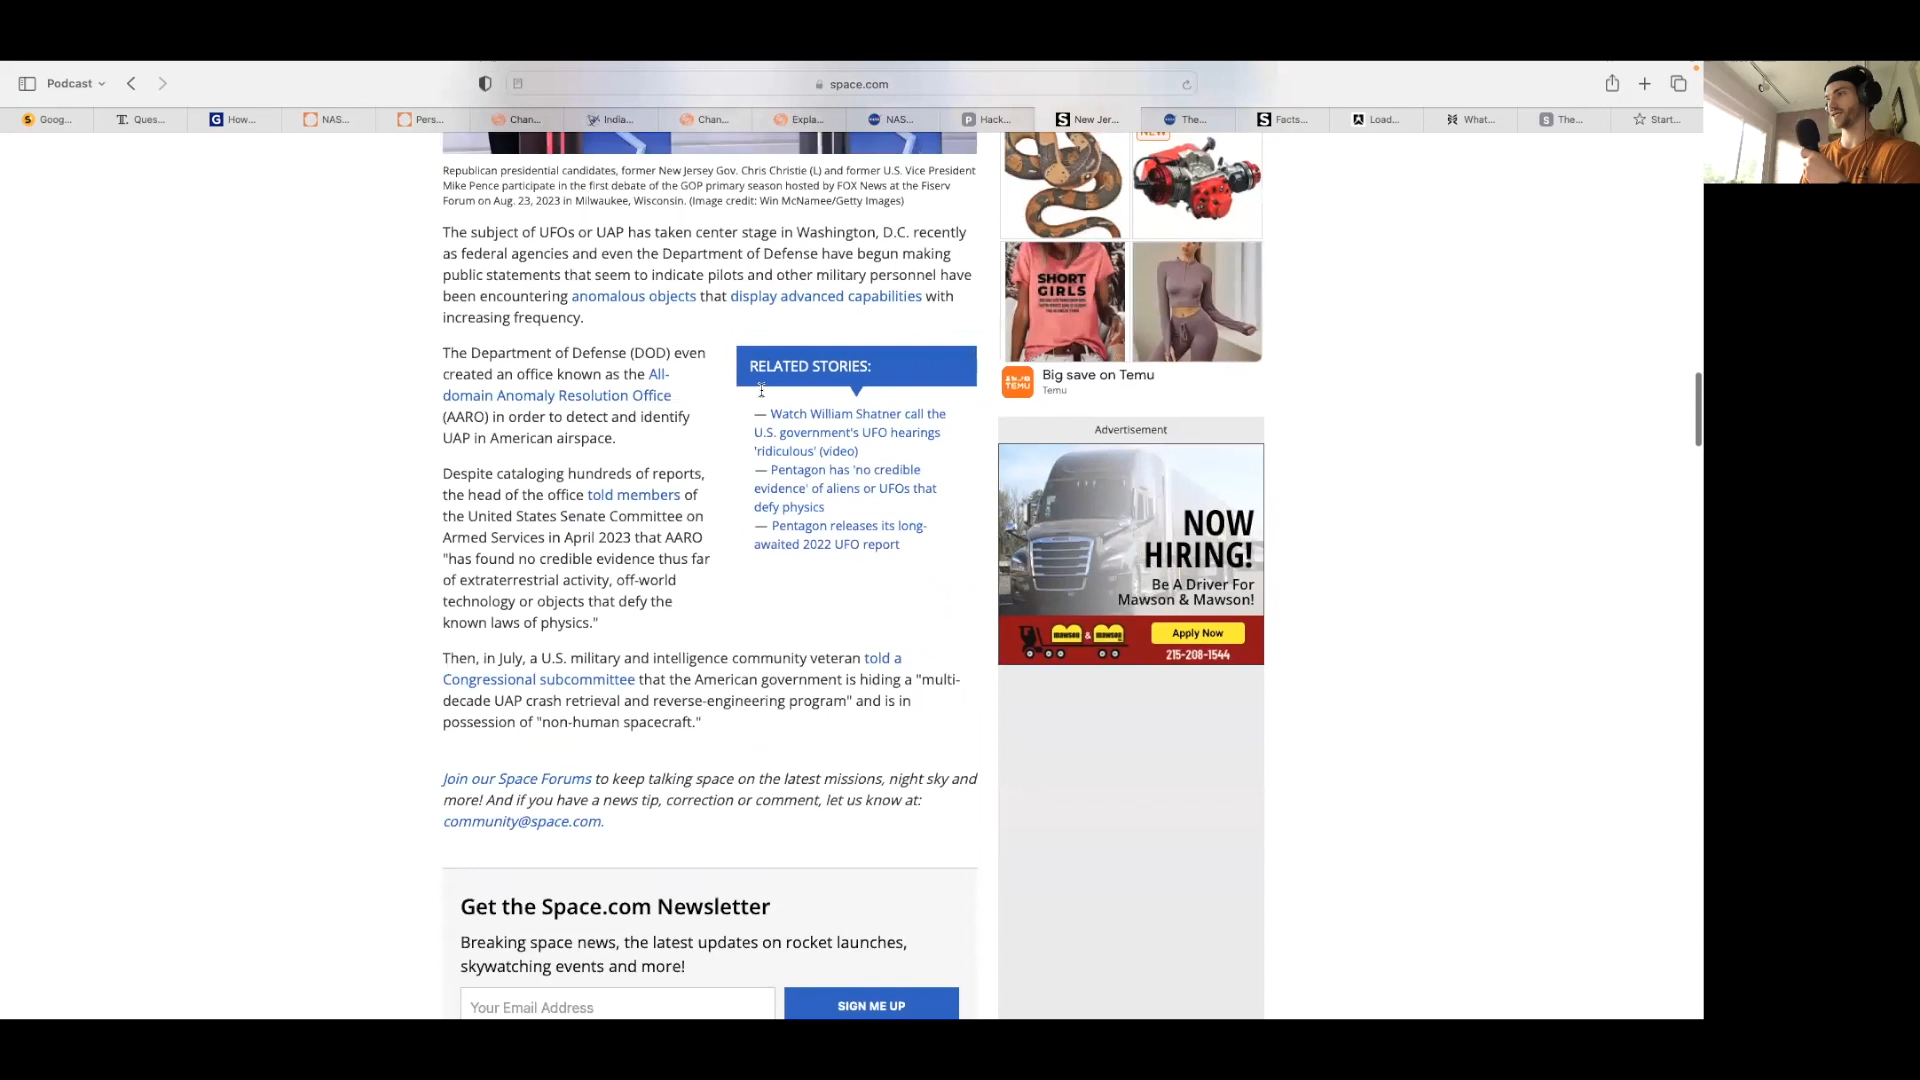 Podcast
space.com
Goog...
Ques...
How...
NAS...
Pers...
Chan...
India...
Chan...
Expla...
NAS...
Hack...
New Jer...
The...
Facts...
Load...
What...
The...
Start...
Republican presidential candidates, former New Jersey Gov. Chris Christie (L) and former U.S. Vice President
Mike Pence participate in the first debate of the GOP primary season hosted by FOX News at the Fiserv
Forum on Aug. 23, 2023 in Milwaukee, Wisconsin. (Image credit: Win McNamee/Getty Images)
The subject of UFOs or UAP has taken center stage in Washington, D.C. recently
as federal agencies and even the Department of Defense have begun making
public statements that seem to indicate pilots and other military personnel have
been encountering anomalous objects that display advanced capabilities with
increasing frequency.
The Department of Defense (DOD) even
created an office known as the All-
domain Anomaly Resolution Office
(AARO) in order to detect and identify
UAP in American airspace.
Despite cataloging hundreds of reports,
the head of the office told members of
the United States Senate Committee on
Armed Services in April 2023 that AARO
"has found no credible evidence thus far
of extraterrestrial activity, off-world
technology or objects that defy the
known laws of physics."
RELATED STORIES:
— Watch William Shatner call the
U.S. government's UFO hearings
'ridiculous' (video)
— Pentagon has 'no credible
evidence' of aliens or UFOs that
defy physics
— Pentagon releases its long-
awaited 2022 UFO report
Then, in July, a U.S. military and intelligence community veteran told a
Congressional subcommittee that the American government is hiding a "multi-
decade UAP crash retrieval and reverse-engineering program" and is in
possession of "non-human spacecraft."
Join our Space Forums to keep talking space on the latest missions, night sky and
more! And if you have a news tip, correction or comment, let us know at:
community@space.com.
Get the Space.com Newsletter
Breaking space news, the latest updates on rocket launches,
skywatching events and more!
Your Email Address
SIGN ME UP
NEW
SHORT
GIRLS
TEMU
Big save on Temu
Temu
Advertisement
NOW
HIRING!
Be A Driver For
Mawson & Mawson!
mawson & mawson
Apply Now
215-208-1544